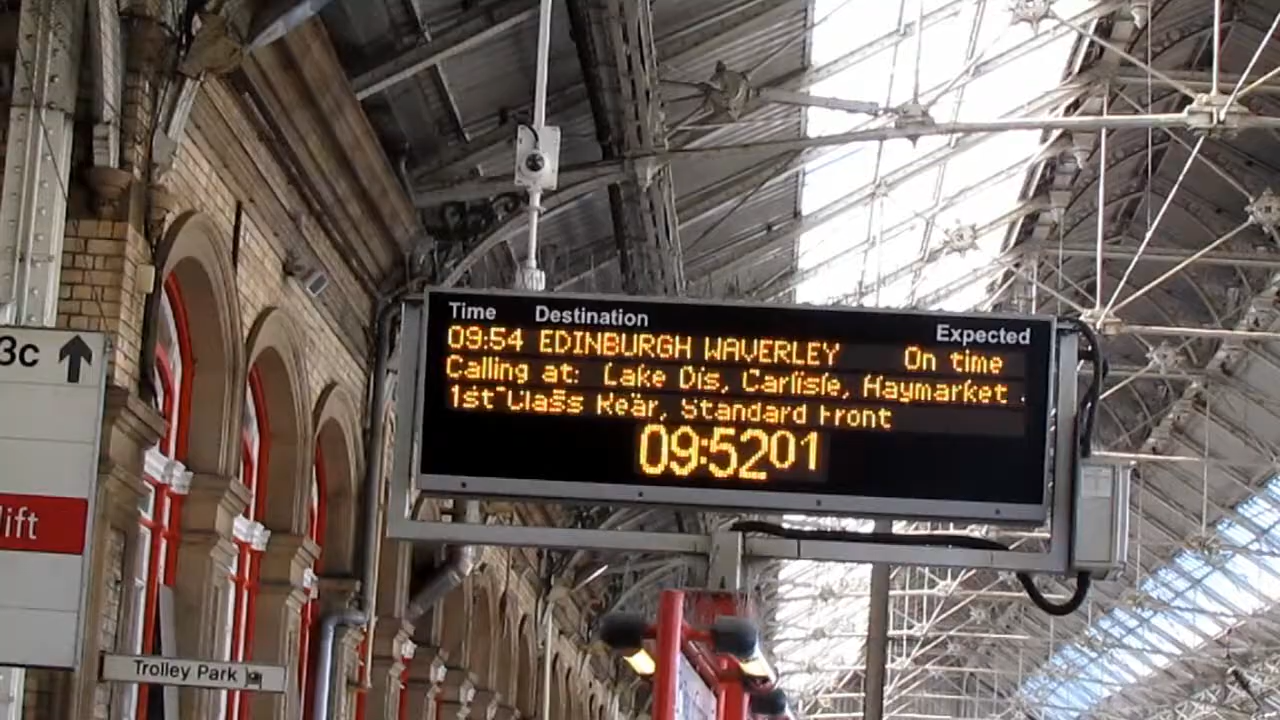 Time Destination Expected
09:54 EDINBURGH WAVERLEY On time
Calling at: Lake Dis, Carlisle, Haymarket .
1st Class Rear, Standard Front
09:52 01
3c
lift
Trolley Park